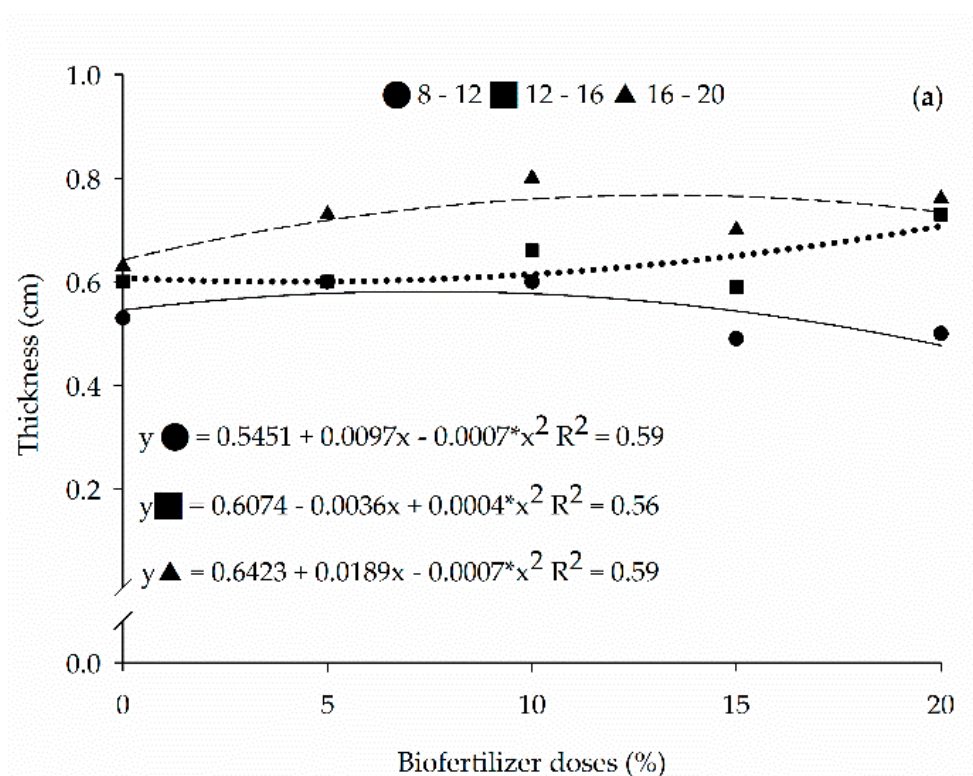 1.0
8 - 12 12 - 16 16 - 20
(a)
0.8
0.6
0.4
0.2
0.0
Thickness (cm)
y = 0.5451 + 0.0097x - 0.0007*x² R² = 0.59
y = 0.6074 - 0.0036x + 0.0004*x² R² = 0.56
y = 0.6423 + 0.0189x - 0.0007*x² R² = 0.59
0 5 10 15 20
Biofertilizer doses (%)